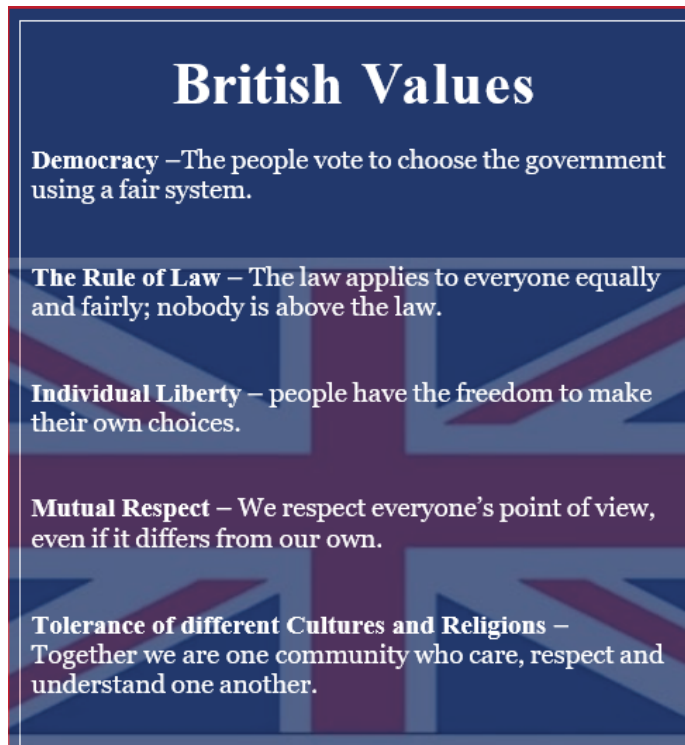 British Values
Democracy –The people vote to choose the government
using a fair system.
The Rule of Law – The law applies to everyone equally
and fairly; nobody is above the law.
Individual Liberty – people have the freedom to make
their own choices.
Mutual Respect – We respect everyone’s point of view,
even if it differs from our own.
Tolerance of different Cultures and Religions –
Together we are one community who care, respect and
understand one another.